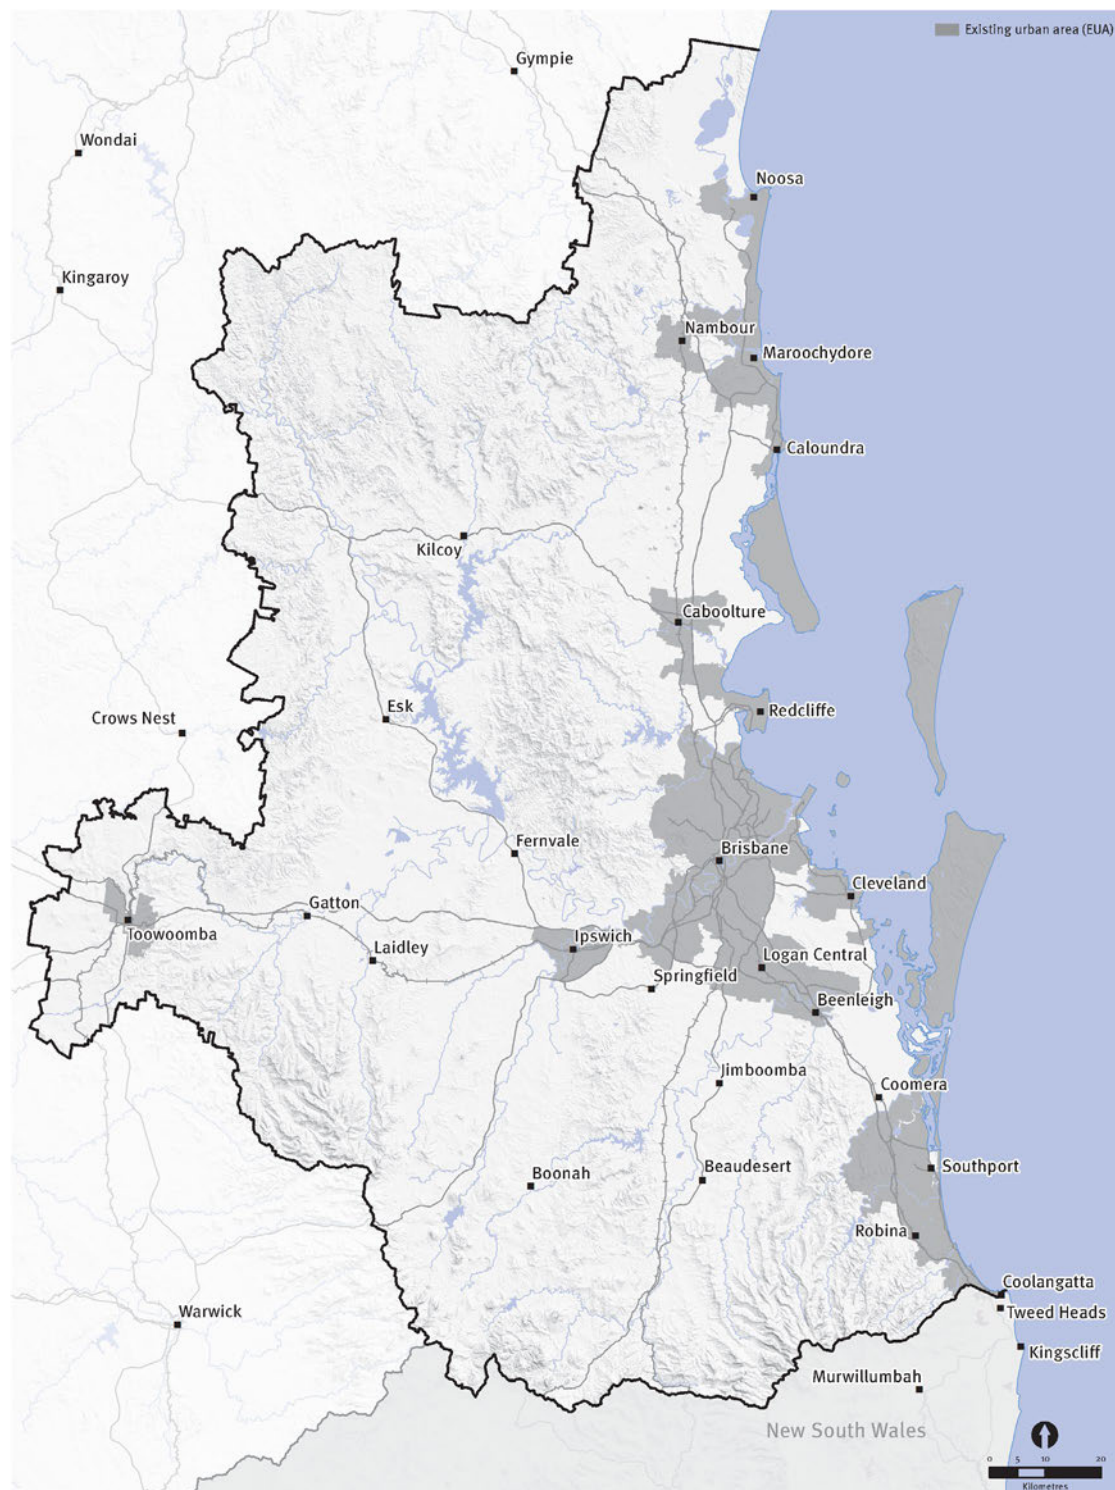 Existing urban area (EUA)
Gympie
Wondai
Noosa
Kingaroy
Nambour
Maroochydore
Caloundra
Kilcoy
Caboolture
Esk
Redcliffe
Crows Nest
Fernvale
Brisbane
Cleveland
Gatton
Toowoomba
Ipswich
Laidley
Logan Central
Springfield
Beenleigh
Jimboomba
Coomera
Boonah
Beaudesert
Southport
Robina
Coolangatta
Warwick
Tweed Heads
Kingscliff
Murwillumbah
New South Wales
0 5 10 20
Kilometres